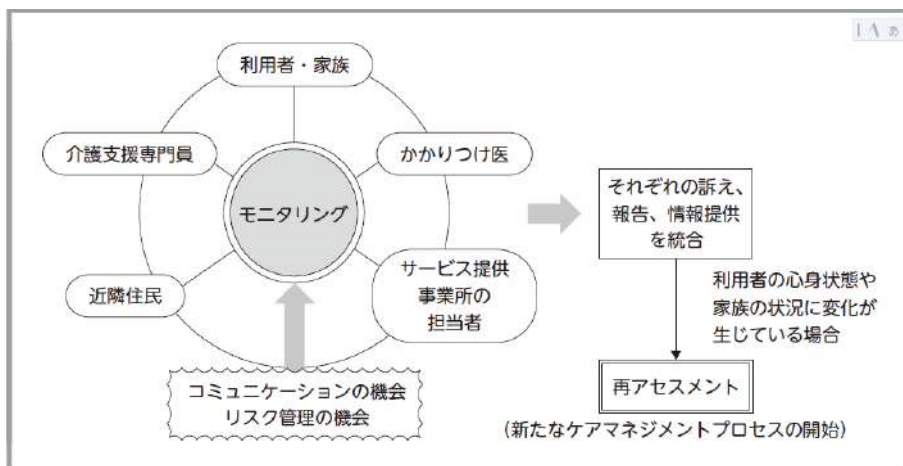 利用者・家族
介護支援専門員
かかりつけ医
モニタリング
近隣住民
サービス提供
事業所の
担当者
コミュニケーションの機会
リスク管理の機会
それぞれの訴え、
報告、情報提供
を統合
利用者の心身状態や
家族の状況に変化が
生じている場合
再アセスメント
(新たなケアマネジメントプロセスの開始)